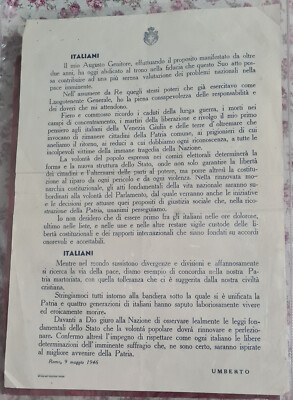 ITALIANI
Il mio Augusto Genitore, effettuando il proposito manifestato da oltre
due anni, ha oggi abdicato al trono nella fiducia che questo Suo atto pos-
sa contribuire ad una più serena valutazione dei problemi nazionali nella
pace imminente.
Nell'assumere da Re quegli stessi poteri che già esercitavo come
Luogotenente Generale, ho la piena consapevolezza delle responsabilità e
dei doveri che mi attendono.
Fiero e commosso ricordo i caduti della lunga guerra, i morti nei
campi di concentramento, i martiri della liberazione e rivolgo il mio primo
pensiero agli italiani della Venezia Giulia e delle terre d'oltremare che
invocano di rimanere cittadini della Patria comune, ai prigionieri di cui
aneliamo il ritorno, ai reduci a cui dobbiamo ogni riconoscenza, a tutte le
incolpevoli vittime della immane tragedia della Nazione.
La volontà del popolo espressa nei comizi elettorali determinerà la
forma e la nuova struttura dello Stato, onde non solo garantire la libertà
dei cittadini e l'alternarsi delle parti al potere, ma porre altresì la costitu-
zione al riparo da ogni pericolo e da ogni violenza. Nella rinnovata mo-
narchia costituzionale, gli atti fondamentali della vita nazionale saranno su-
bordinati alla volontà del Parlamento, dal quale verranno anche le iniziative
e le decisioni per attuare quei propositi di giustizia sociale che, nella rico-
struzione della Patria, unanimi perseguiamo.
Io non desidero che di essere primo fra gli italiani nelle ore dolorose,
ultimo nelle liete, e nelle une e nelle altre restare vigile custode delle li-
bertà costituzionali e dei rapporti internazionali che siano fondati su accordi
onorevoli e accettabili.
ITALIANI
Mentre nel mondo sussistono divergenze e divisioni e affannosamente
si ricerca la via della pace, diamo esempio di concordia nella nostra Pa-
tria martoriata, con quella tolleranza che ci è suggerita dalla nostra civiltà
cristiana.
Stringiamoci tutti intorno alla bandiera sotto la quale si è unificata la
Patria e quattro generazioni di italiani hanno saputo laboriosamente vivere
ed eroicamente morire.
Davanti a Dio giuro alla Nazione di osservare lealmente le leggi fon-
damentali dello Stato che la volontà popolare dovrà rinnovare e perfezio-
nare. Confermo altresì l'impegno di rispettare come ogni italiano le libere
determinazioni dell'imminente suffragio che, ne sono certo, saranno ispirate
al migliore avvenire della Patria.
Roma, 9 maggio 1946
UMBERTO